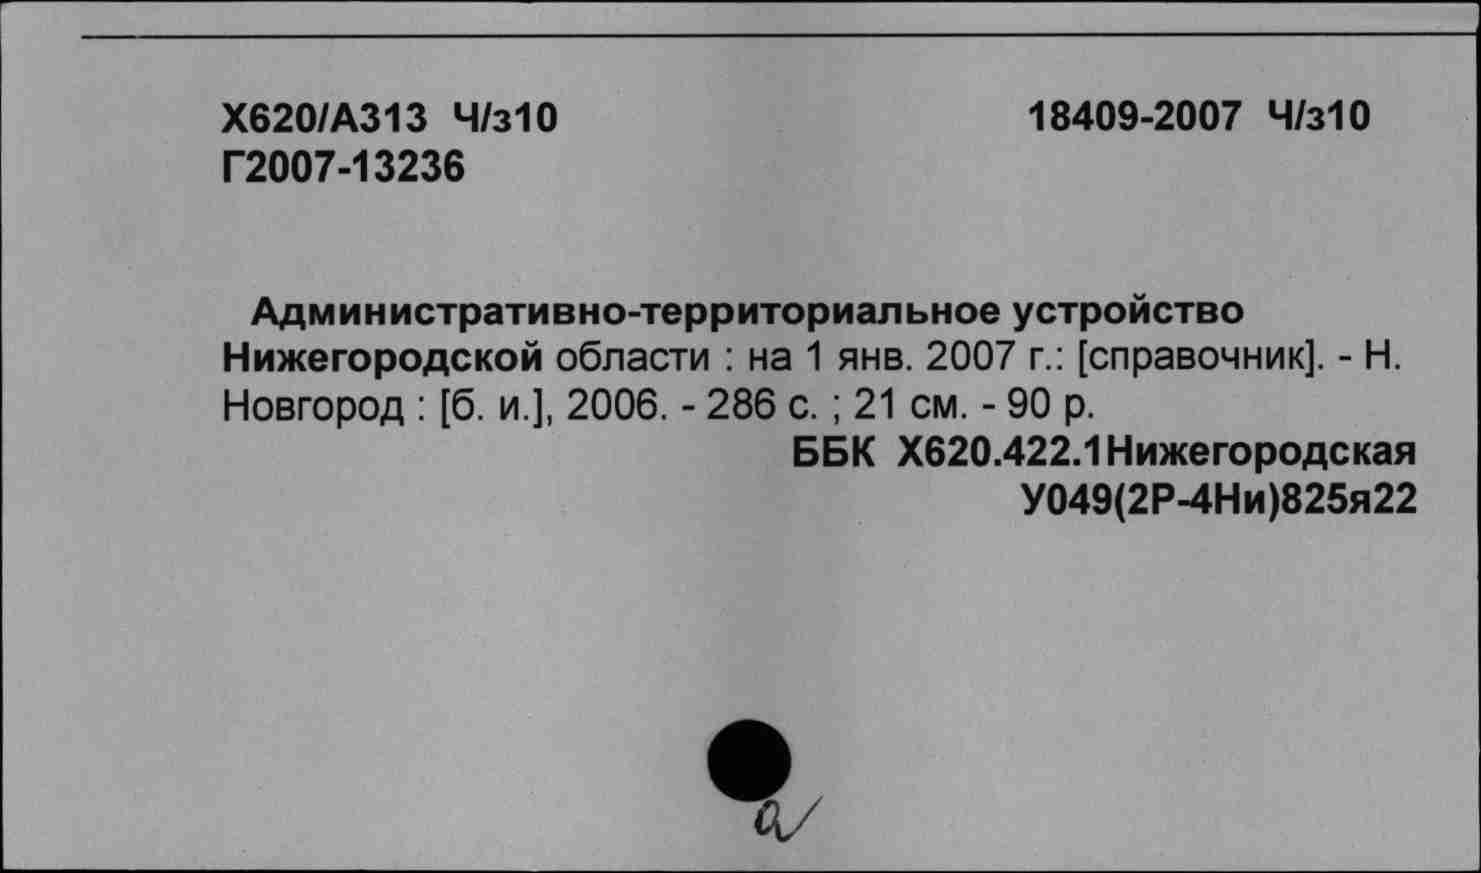 Х620/А313 Ч/з10 18409-2007 Ч/з10
Г2007-13236
Административно-территориальное устройство
Нижегородской области : на 1 янв. 2007 г.: [справочник]. - Н.
Новгород : [б. и.], 2006. - 286 с. ; 21 см. - 90 р.
ББК Х620.422.1Нижегородская
У049(2Р-4Ни)825я22